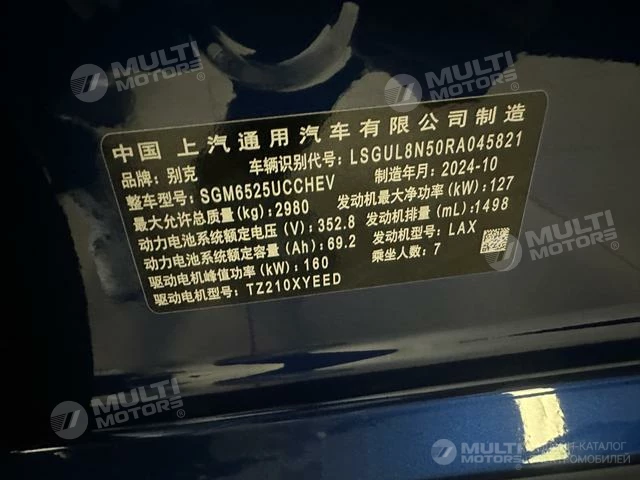 MULTI
MOTORS®
MULTI
MOTORS®
中国 上汽通用汽车有限公司制造
品牌:别克 车辆识别代号:LSGUL8N50RA045821
整车型号:SGM6525UCCHEV 制造年月:2024-10
最大允许总质量(kg):2980 发动机最大净功率(kW):127
动力电池系统额定电压(V):352.8 发动机排量(mL):1498
动力电池系统额定容量(Ah):69.2 发动机型号:LAX
驱动电机峰值功率(kW):160 乘坐人数:7
驱动电机型号:TZ210XYEED
MULTI
MOTORS®
MULTI
MOTORS
-КАТАЛОГ
МОБИЛЕЙ